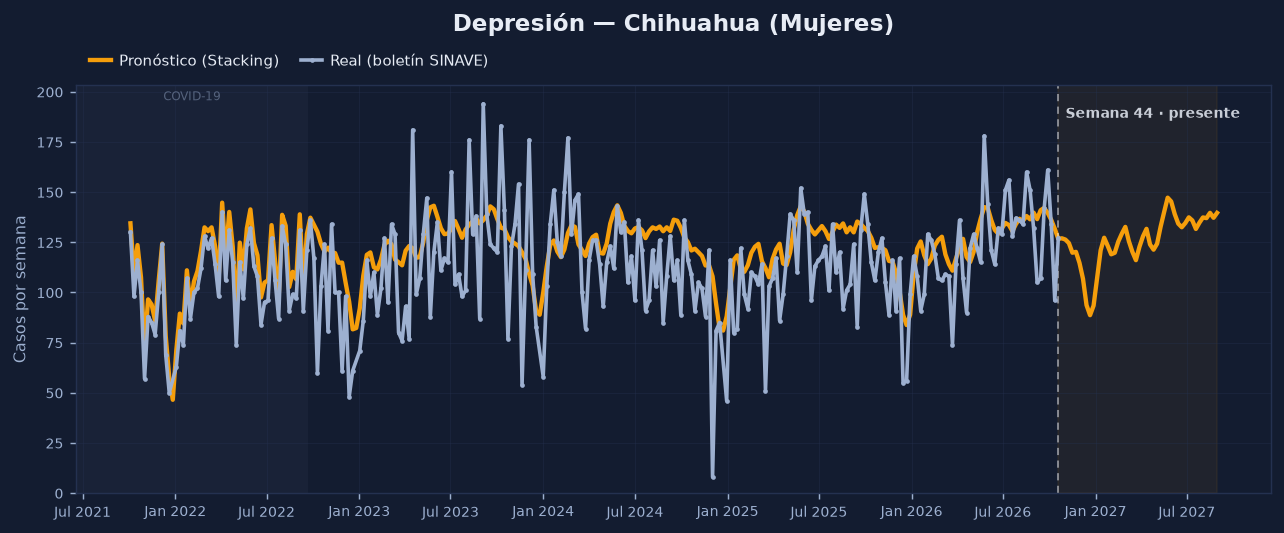 Depresión — Chihuahua (Mujeres)
Pronóstico (Stacking) Real (boletín SINAVE)
COVID-19
Semana 44 · presente
Casos por semana
200
175
150
125
100
75
50
25
0
Jul 2021 Jan 2022 Jul 2022 Jan 2023 Jul 2023 Jan 2024 Jul 2024 Jan 2025 Jul 2025 Jan 2026 Jul 2026 Jan 2027 Jul 2027